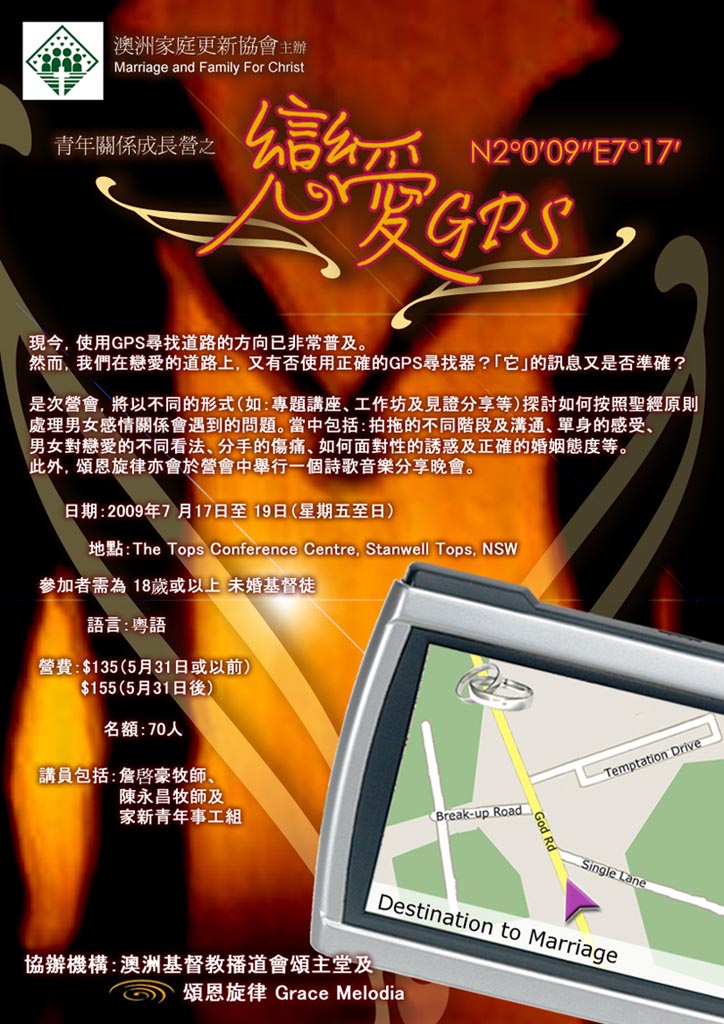 澳洲家庭更新協會主辦
Marriage and Family For Christ
青年關係成長營之
戀愛GPS
N2°0'09"E7°17'
現今, 使用GPS尋找道路的方向已非常普及。
然而, 我們在戀愛的道路上, 又有否使用正確的GPS尋找器？「它」的訊息又是否準確？
是次營會, 將以不同的形式(如:專題講座、工作坊及見證分享等)探討如何按照聖經原則
處理男女感情關係會遇到的問題。當中包括:拍拖的不同階段及溝通、單身的感受、
男女對戀愛的不同看法、分手的傷痛、如何面對性的誘惑及正確的婚姻態度等。
此外, 頌恩旋律亦會於營會中舉行一個詩歌音樂分享晚會。
日期:2009年7 月17日至 19日(星期五至日)
地點:The Tops Conference Centre, Stanwell Tops, NSW
參加者需為 18歲或以上 未婚基督徒
語言:粵語
營費:$135(5月31日或以前)
$155(5月31日後)
名額:70人
講員包括:詹啓豪牧師、
陳永昌牧師及
家新青年事工組
Temptation Drive
Break-up Road
God Rd
Single Lane
Destination to Marriage
協辦機構:澳洲基督教播道會頌主堂及
頌恩旋律 Grace Melodia